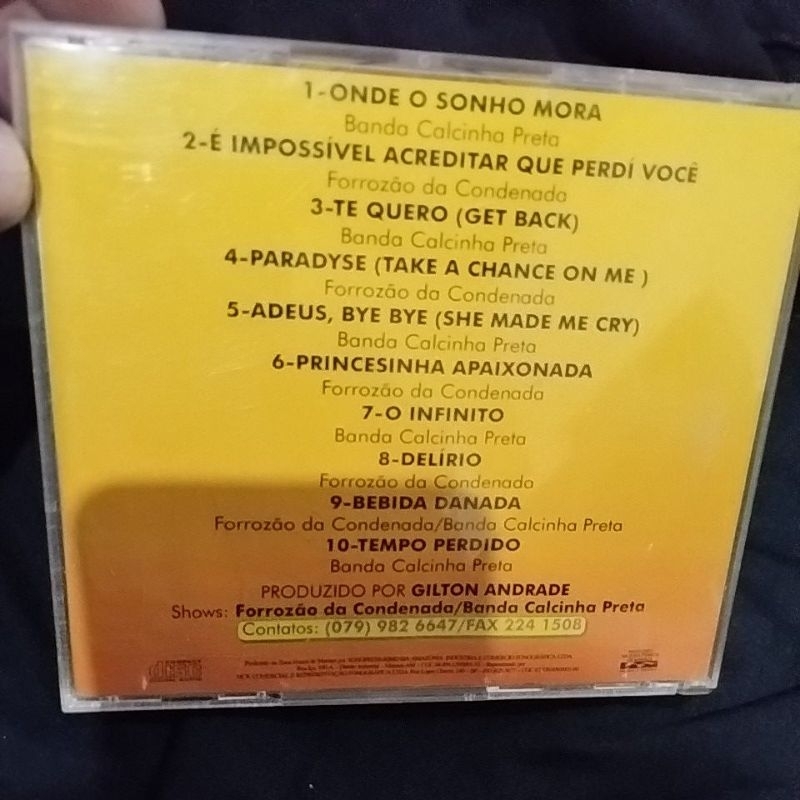 1-ONDE O SONHO MORA
Banda Calcinha Preta
2-É IMPOSSÍVEL ACREDITAR QUE PERDÍ VOCÊ
Forrozão da Condenada
3-TE QUERO (GET BACK)
Banda Calcinha Preta
4-PARADYSE (TAKE A CHANCE ON ME )
Forrozão da Condenada
5-ADEUS, BYE BYE (SHE MADE ME CRY)
Banda Calcinha Preta
6-PRINCESINHA APAIXONADA
Forrozão da Condenada
7-O INFINITO
Banda Calcinha Preta
8-DELÍRIO
Forrozão da Condenada
9-BEBIDA DANADA
Forrozão da Condenada/Banda Calcinha Preta
10-TEMPO PERDIDO
Banda Calcinha Preta
PRODUZIDO POR GILTON ANDRADE
Shows: Forrozão da Condenada/Banda Calcinha Preta
Contatos: (079) 982 6647/FAX 224 1508